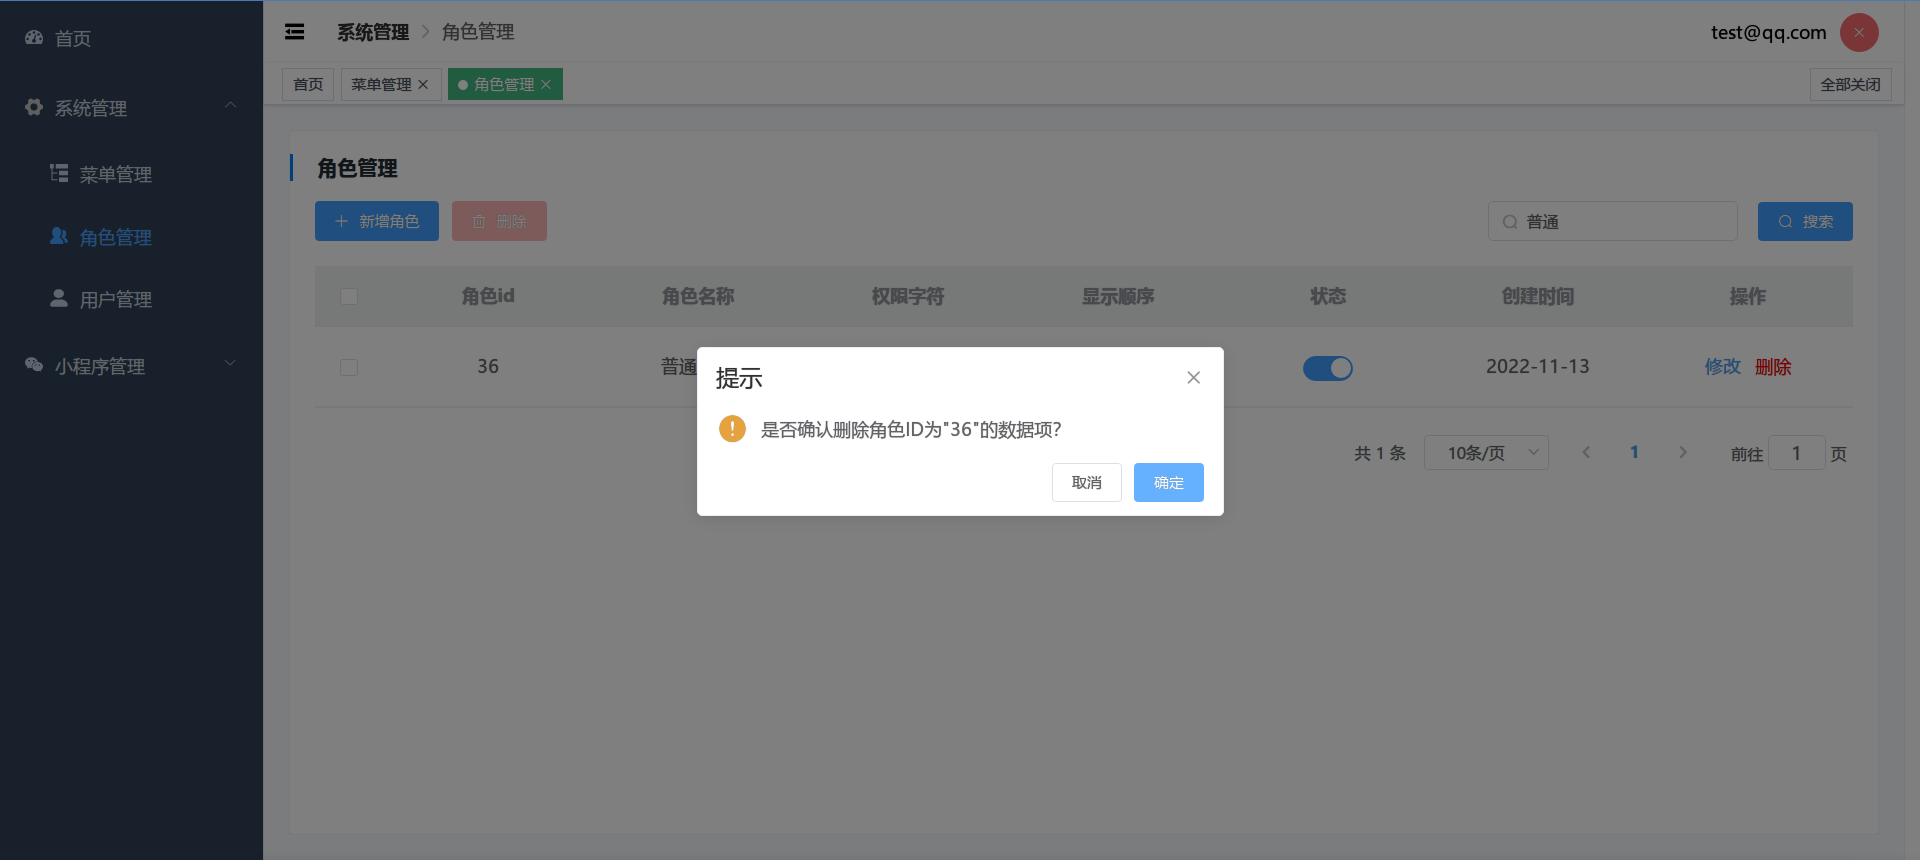 首页
系统管理
菜单管理
角色管理
用户管理
小程序管理
系统管理 > 角色管理
test@qq.com
首页
菜单管理
角色管理
全部关闭
角色管理
新增角色
删除
普通
搜索
角色id 角色名称 权限字符 显示顺序 状态 创建时间 操作
36 普通 2022-11-13 修改 删除
提示
是否确认删除角色ID为"36"的数据项?
取消
确定
共 1 条 10条/页 1 前往 1 页